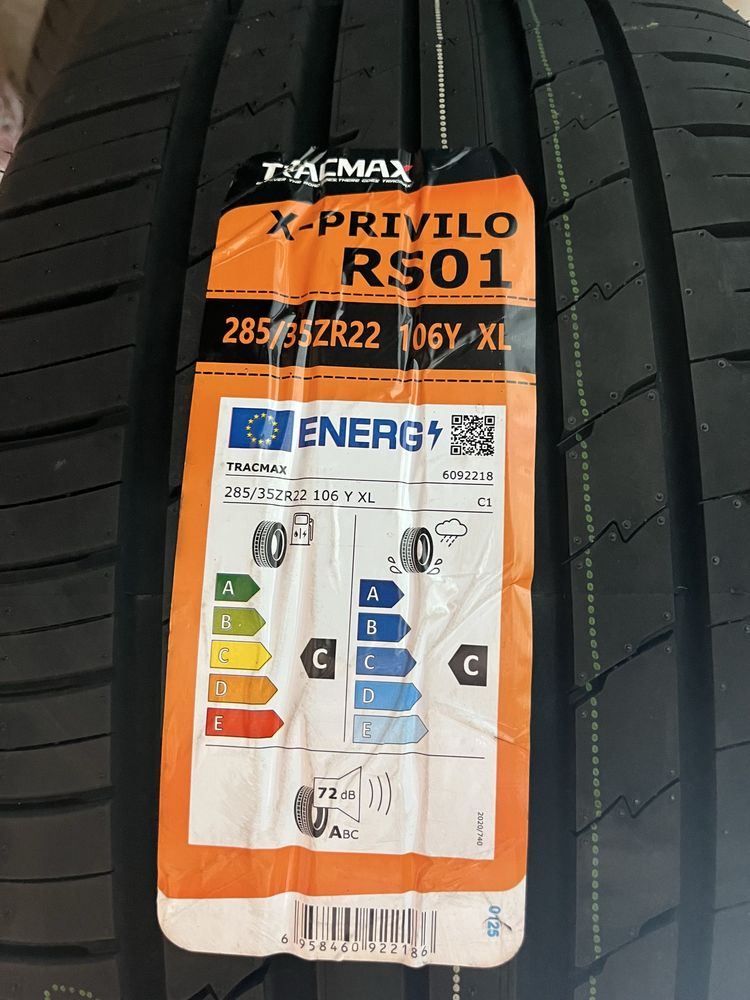 TRACMAX
X-PRIVILO
RS01
285/35ZR22 106Y XL
ENERG
TRACMAX 6092218
285/35ZR22 106 Y XL C1
A A
B B
C C C C
D D
E E
72 dB
ABC
2020/740
0125
6 958460 922186